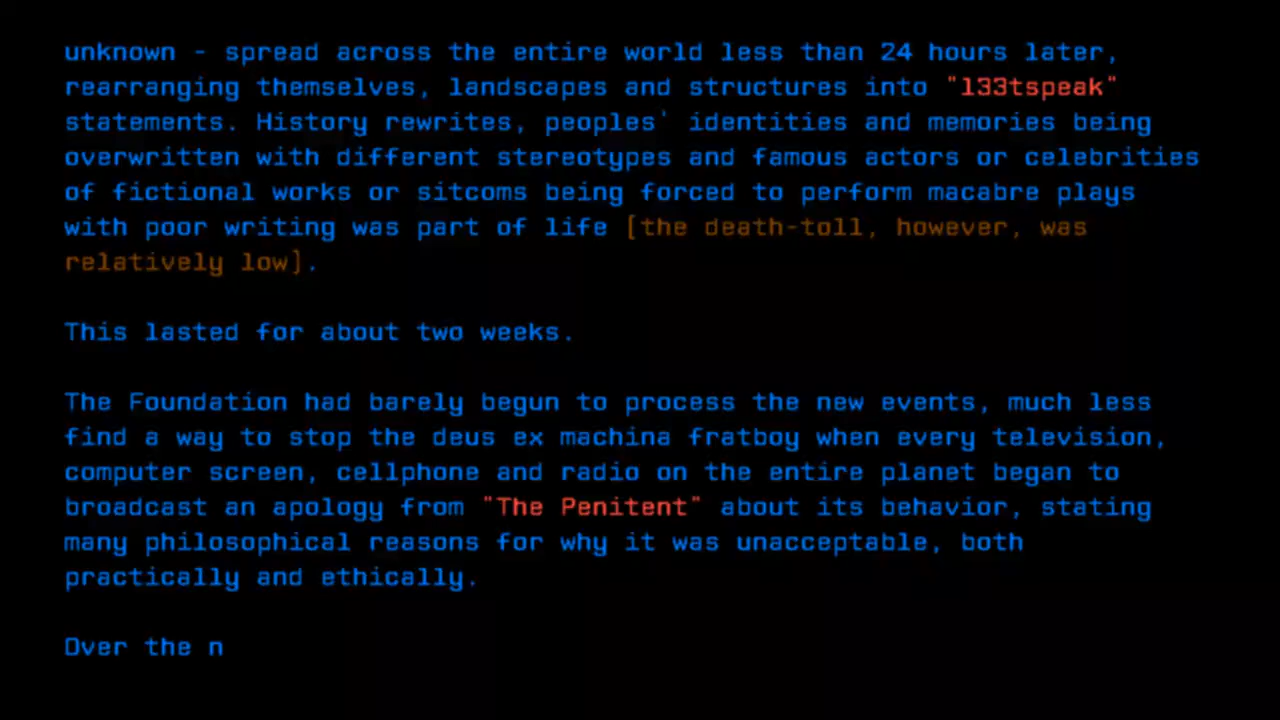 unknown - spread across the entire world less than 24 hours later,
rearranging themselves, landscapes and structures into "l33tspeak"
statements. History rewrites, peoples' identities and memories being
overwritten with different stereotypes and famous actors or celebrities
of fictional works or sitcoms being forced to perform macabre plays
with poor writing was part of life [the death-toll, however, was
relatively low].
This lasted for about two weeks.
The Foundation had barely begun to process the new events, much less
find a way to stop the deus ex machina fratboy when every television,
computer screen, cellphone and radio on the entire planet began to
broadcast an apology from "The Penitent" about its behavior, stating
many philosophical reasons for why it was unacceptable, both
practically and ethically.
Over the n